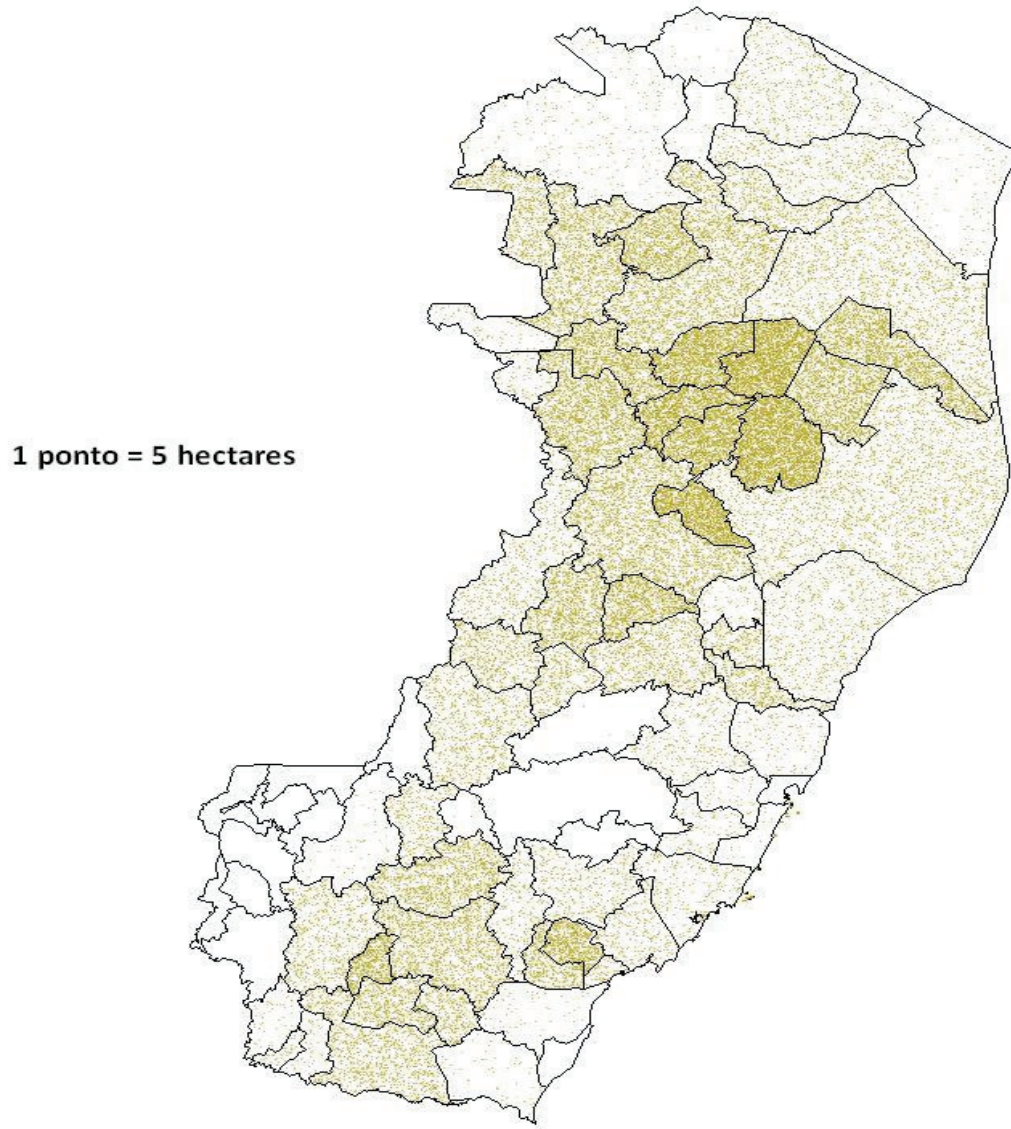 1 ponto = 5 hectares